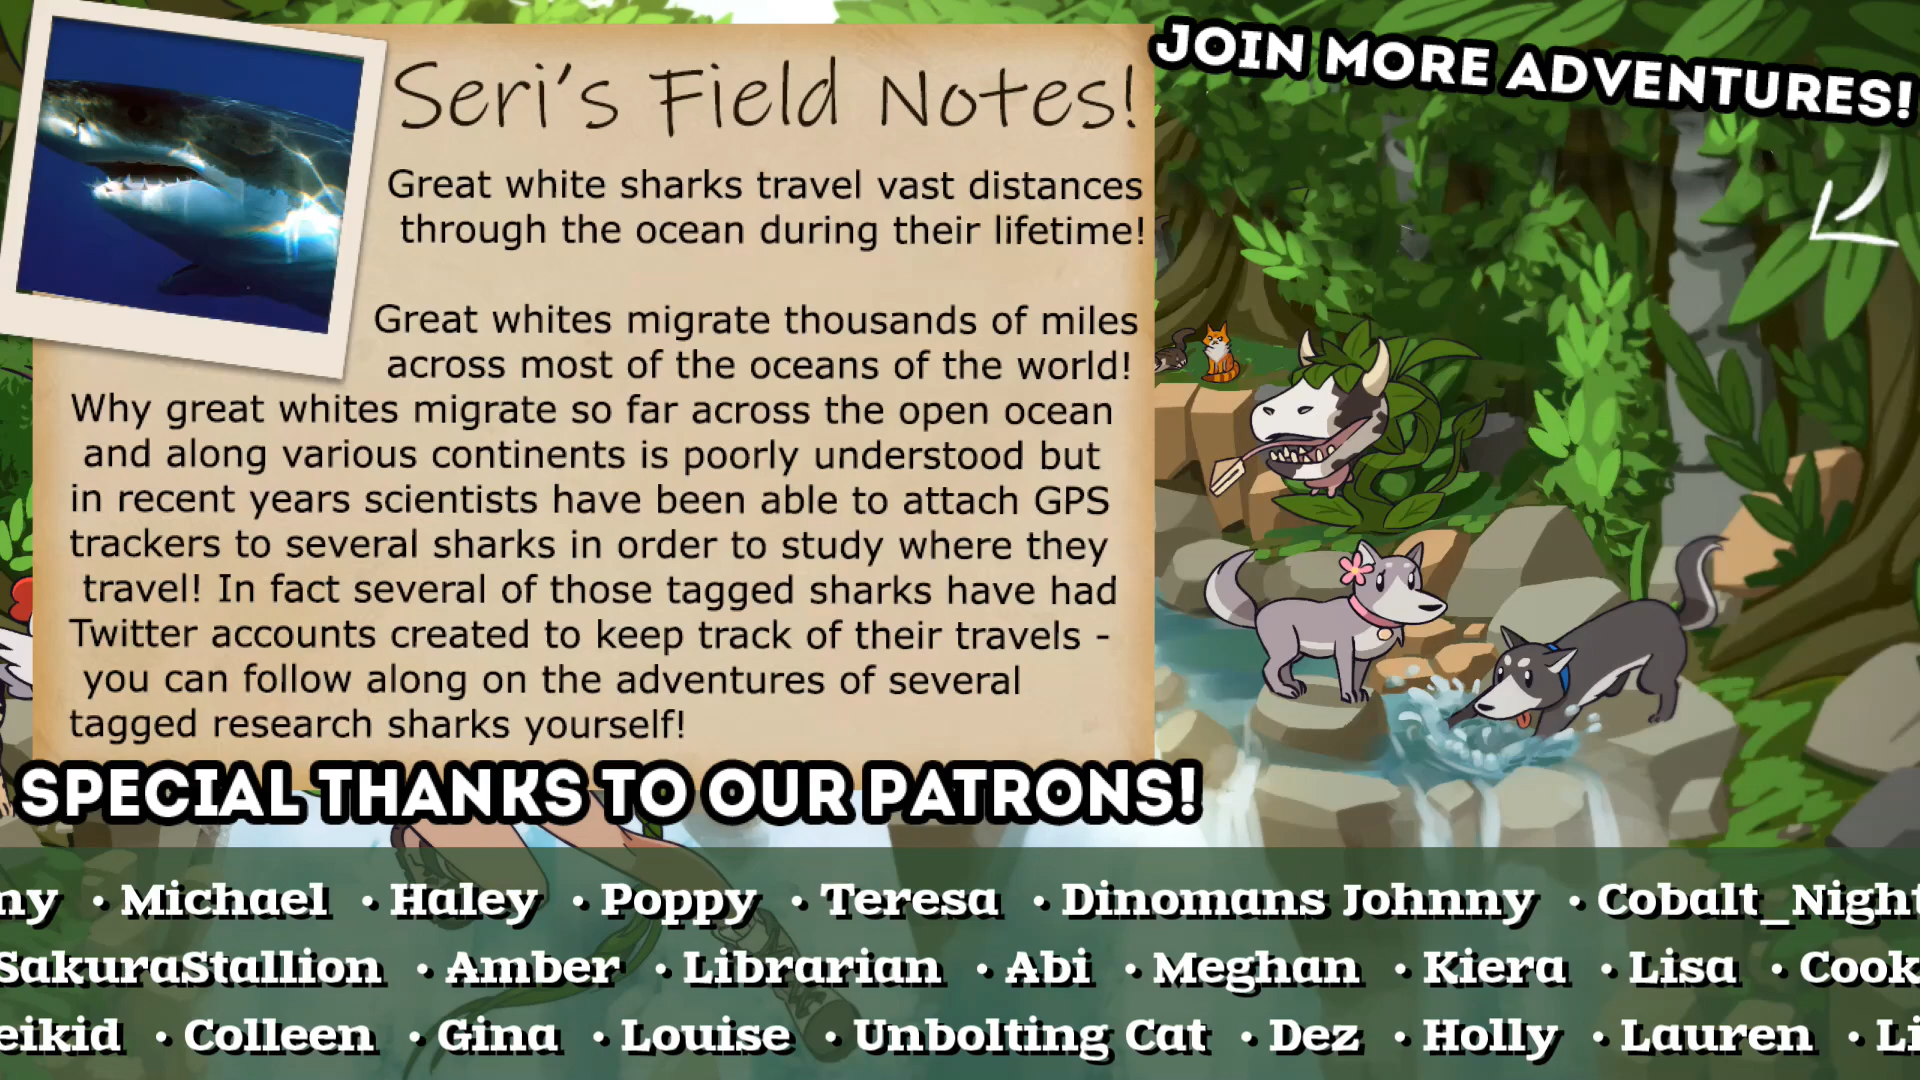 Seri's Field Notes!
JOIN MORE ADVENTURES!
Great white sharks travel vast distances
through the ocean during their lifetime!
Great whites migrate thousands of miles
across most of the oceans of the world!
Why great whites migrate so far across the open ocean
and along various continents is poorly understood but
in recent years scientists have been able to attach GPS
trackers to several sharks in order to study where they
travel! In fact several of those tagged sharks have had
Twitter accounts created to keep track of their travels -
you can follow along on the adventures of several
tagged research sharks yourself!
SPECIAL THANKS TO OUR PATRONS!
ny • Michael • Haley • Poppy • Teresa • Dinomans Johnny • Cobalt_Night
SakuraStallion • Amber • Librarian • Abi • Meghan • Kiera • Lisa • Cook
eikid • Colleen • Gina • Louise • Unbolting Cat • Dez • Holly • Lauren • Li